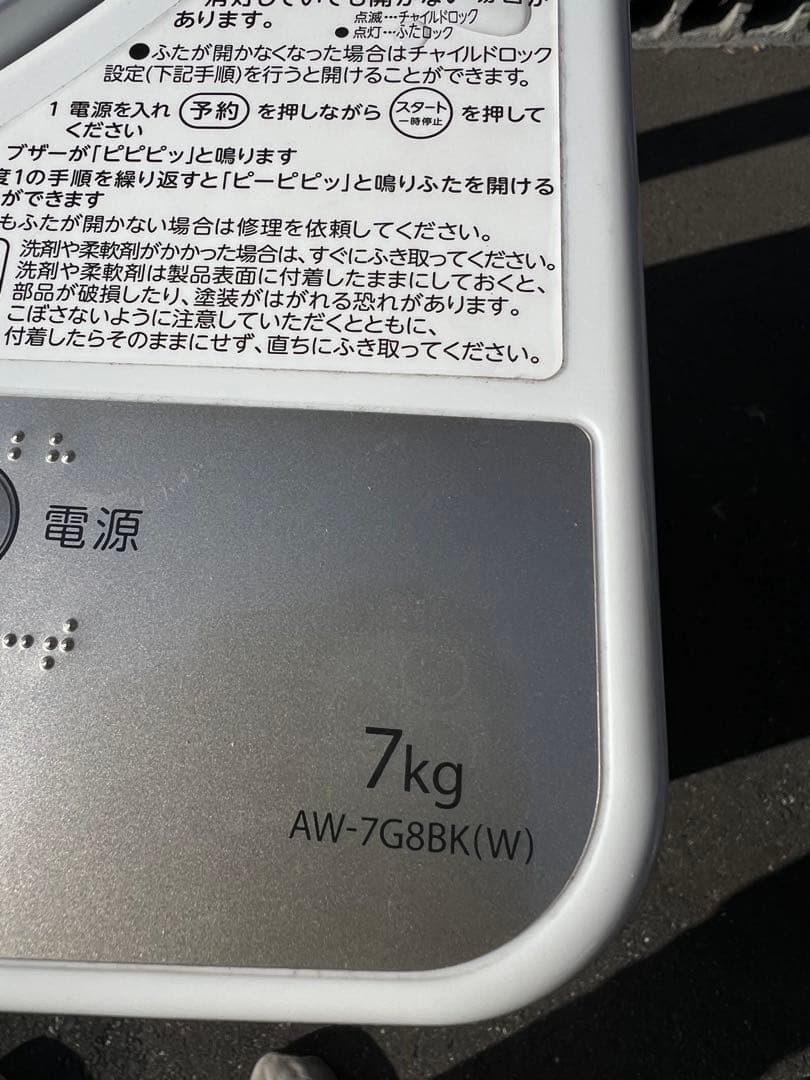 消灯していても開かない場合が
あります。
点滅…チャイルドロック
●点灯…ふたロック
●ふたが開かなくなった場合はチャイルドロック
設定(下記手順)を行うと開けることができます。
1 電源を入れ 予約 を押しながら スタート 一時停止 を押して
ください
ブザーが「ピピピッ」と鳴ります
度1の手順を繰り返すと「ピーピピッ」と鳴りふたを開ける
ができます
もふたが開かない場合は修理を依頼してください。
洗剤や柔軟剤がかかった場合は、すぐにふき取ってください。
洗剤や柔軟剤は製品表面に付着したままにしておくと、
部品が破損したり、塗装がはがれる恐れがあります。
こぼさないように注意していただくとともに、
付着したらそのままにせず、直ちにふき取ってください。
電源
7kg
AW-7G8BK(W)